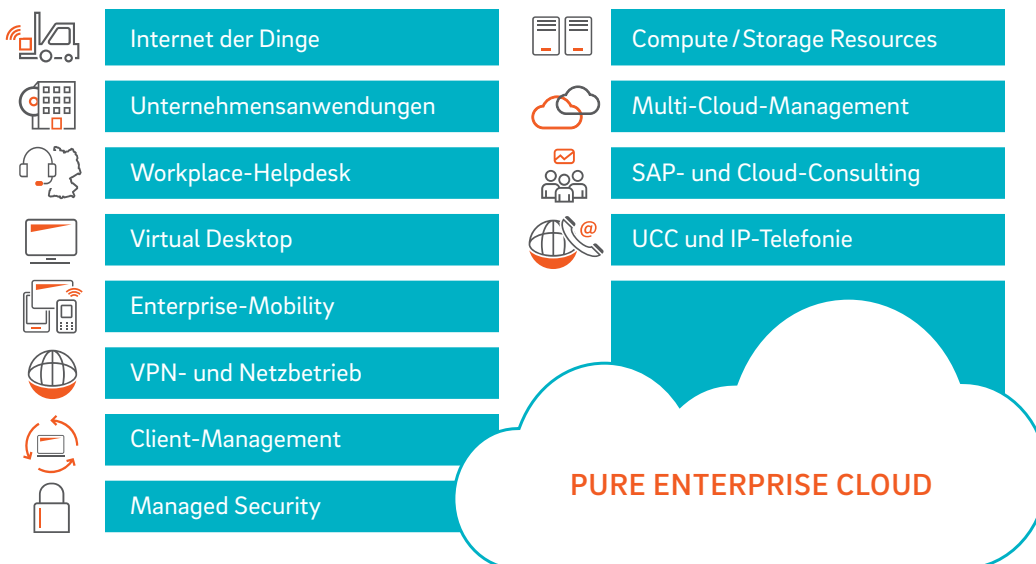 Internet der Dinge
Unternehmensanwendungen
Workplace-Helpdesk
Virtual Desktop
Enterprise-Mobility
VPN- und Netzbetrieb
Client-Management
Managed Security
Compute/Storage Resources
Multi-Cloud-Management
SAP- und Cloud-Consulting
@
UCC und IP-Telefonie
PURE ENTERPRISE CLOUD